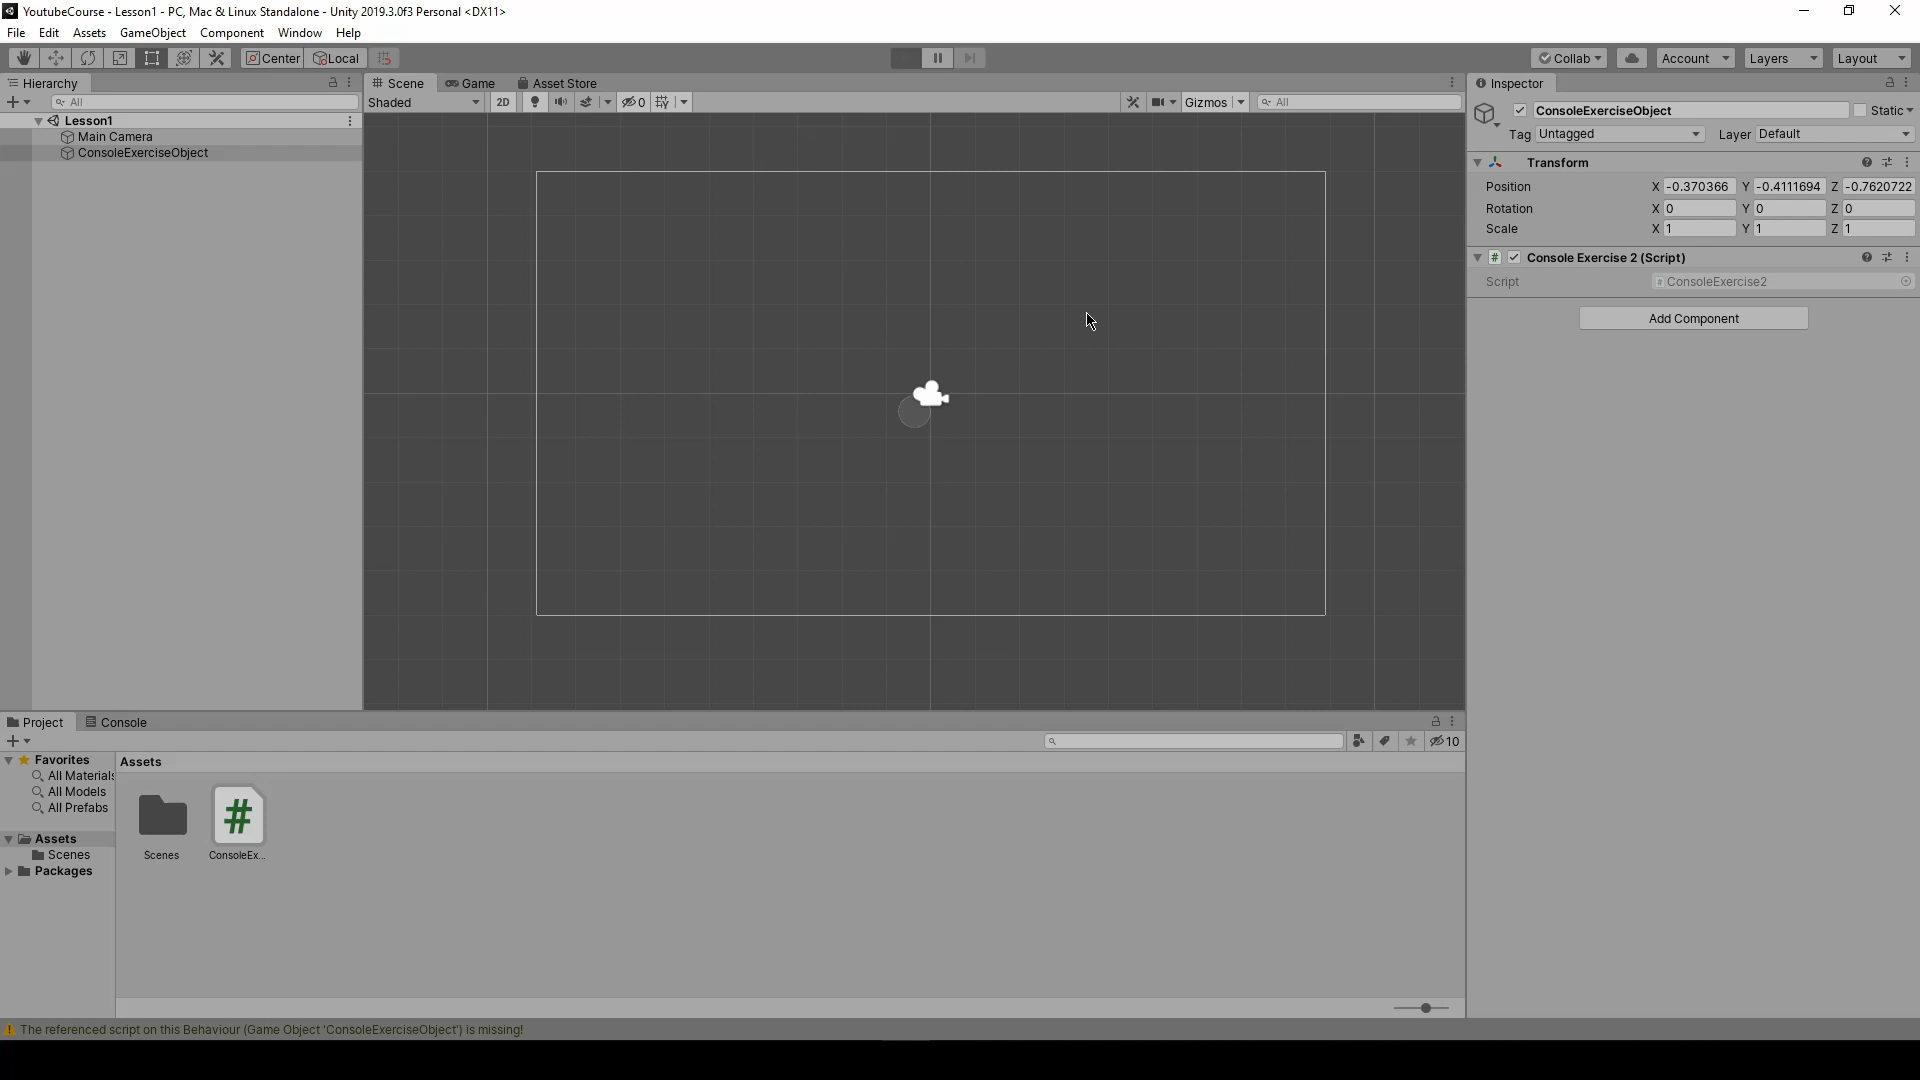 YoutubeCourse - Lesson1 - PC, Mac & Linux Standalone - Unity 2019.3.0f3 Personal <DX11>
File Edit Assets GameObject Component Window Help
Center Local Collab Account Layers Layout
Hierarchy
All
Lesson1
Main Camera
ConsoleExerciseObject
Scene Game Asset Store
Shaded 2D 0 Gizmos All
Inspector
ConsoleExerciseObject Static
Tag Untagged Layer Default
Transform
Position X -0.370366 Y -0.4111694 Z -0.7620722
Rotation X 0 Y 0 Z 0
Scale X 1 Y 1 Z 1
# Console Exercise 2 (Script)
Script # ConsoleExercise2
Add Component
Project Console
10
Favorites
All Materials
All Models
All Prefabs
Assets
Scenes
Packages
Assets
#
Scenes ConsoleEx...
The referenced script on this Behaviour (Game Object 'ConsoleExerciseObject') is missing!